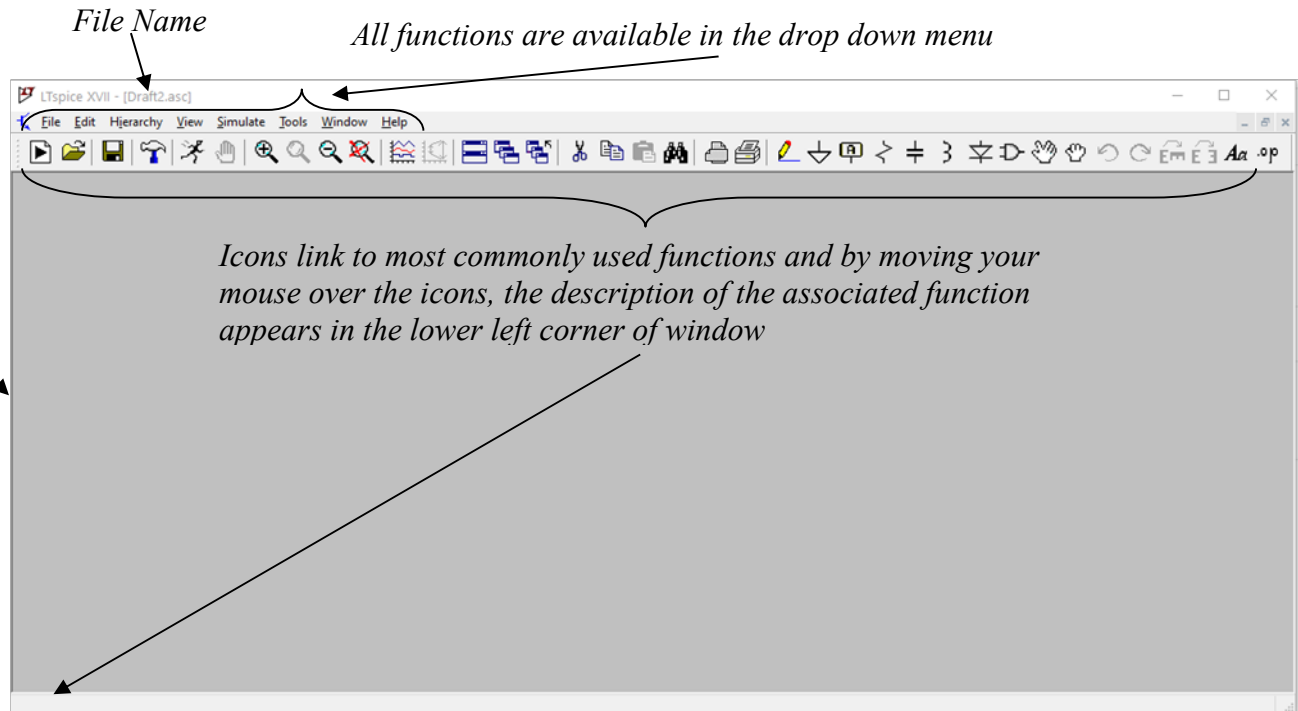 File Name
All functions are available in the drop down menu
LTspice XVII - [Draft2.asc]
File Edit Hierarchy View Simulate Tools Window Help
Aa .op
Icons link to most commonly used functions and by moving your
mouse over the icons, the description of the associated function
appears in the lower left corner of window